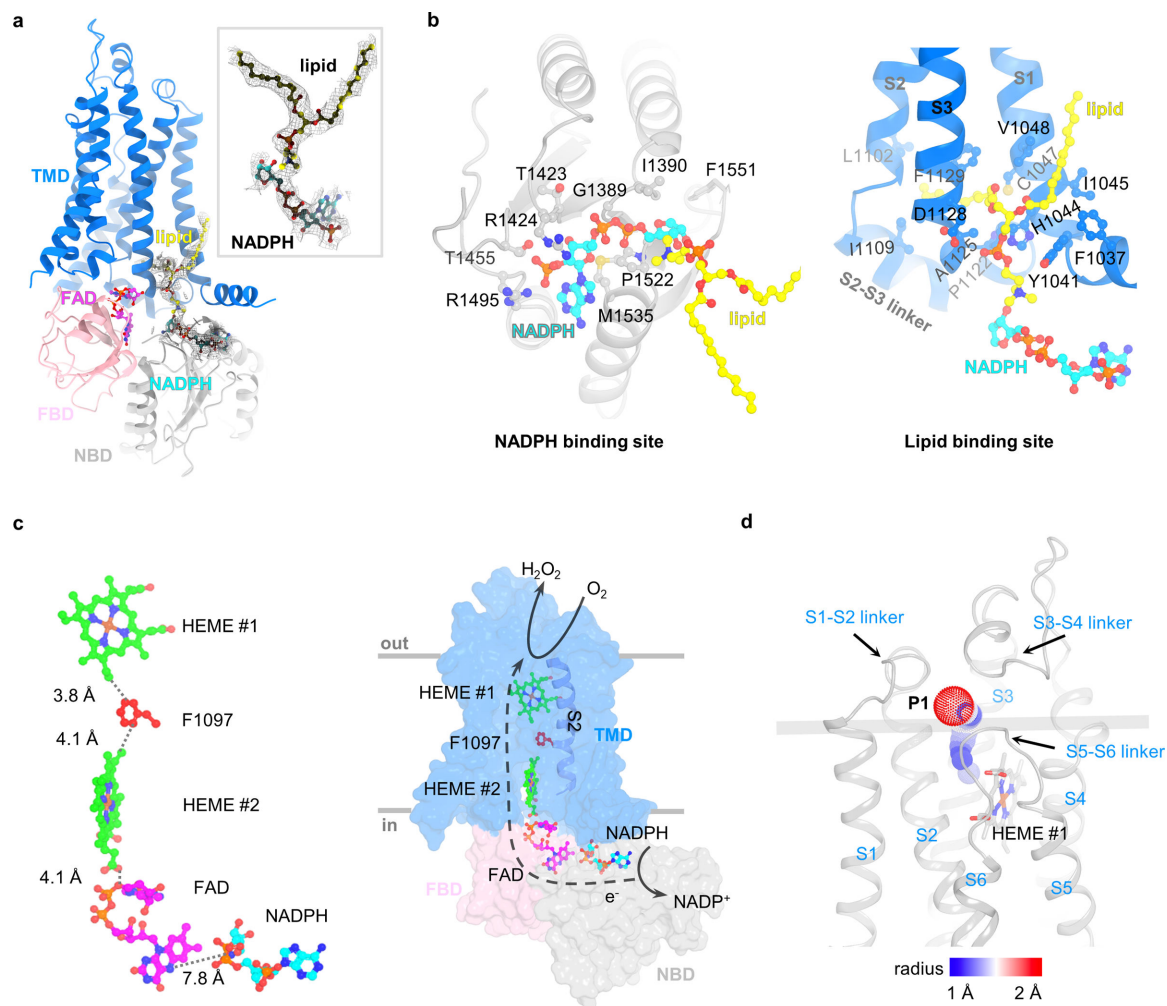 a
lipid
TMD
lipid
NADPH
FAD
NADPH
FBD
NBD
b
T1423
I1390
G1389
F1551
R1424
T1455
P1522
R1495
M1535
NADPH
lipid
NADPH binding site
S2
S1
S3
lipid
V1048
L1102
C1047
F1129
I1045
D1128
H1044
I1109
A1125
P1122
F1037
Y1041
S2-S3 linker
NADPH
Lipid binding site
c
HEME #1
3.8 Å
F1097
4.1 Å
HEME #2
4.1 Å
FAD
NADPH
7.8 Å
H₂O₂
O₂
out
HEME #1
S2
F1097
TMD
HEME #2
in
NADPH
FAD
FBD
e⁻
NADP⁺
NBD
d
S1-S2 linker
S3-S4 linker
P1
S3
S5-S6 linker
S4
HEME #1
S2
S1
S6
S5
radius
1 Å
2 Å